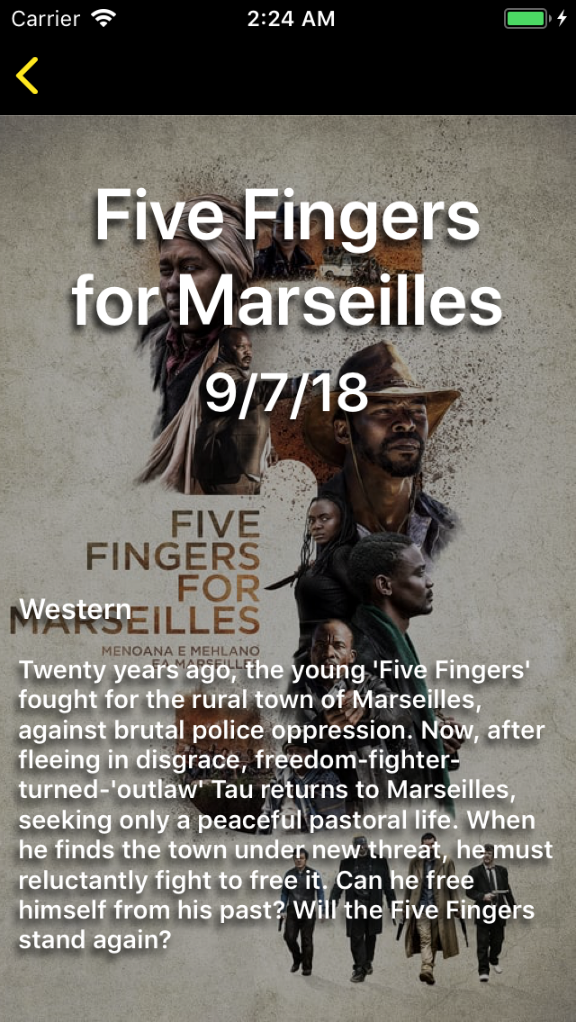 Carrier 2:24 AM
Five Fingers
for Marseilles
9/7/18
FIVE
FINGERS
FOR
MARSEILLES
Western
MENOANA E MEHLANO
EA MARSEILLES
Twenty years ago, the young 'Five Fingers'
fought for the rural town of Marseilles,
against brutal police oppression. Now, after
fleeing in disgrace, freedom-fighter-
turned-'outlaw' Tau returns to Marseilles,
seeking only a peaceful pastoral life. When
he finds the town under new threat, he must
reluctantly fight to free it. Can he free
himself from his past? Will the Five Fingers
stand again?